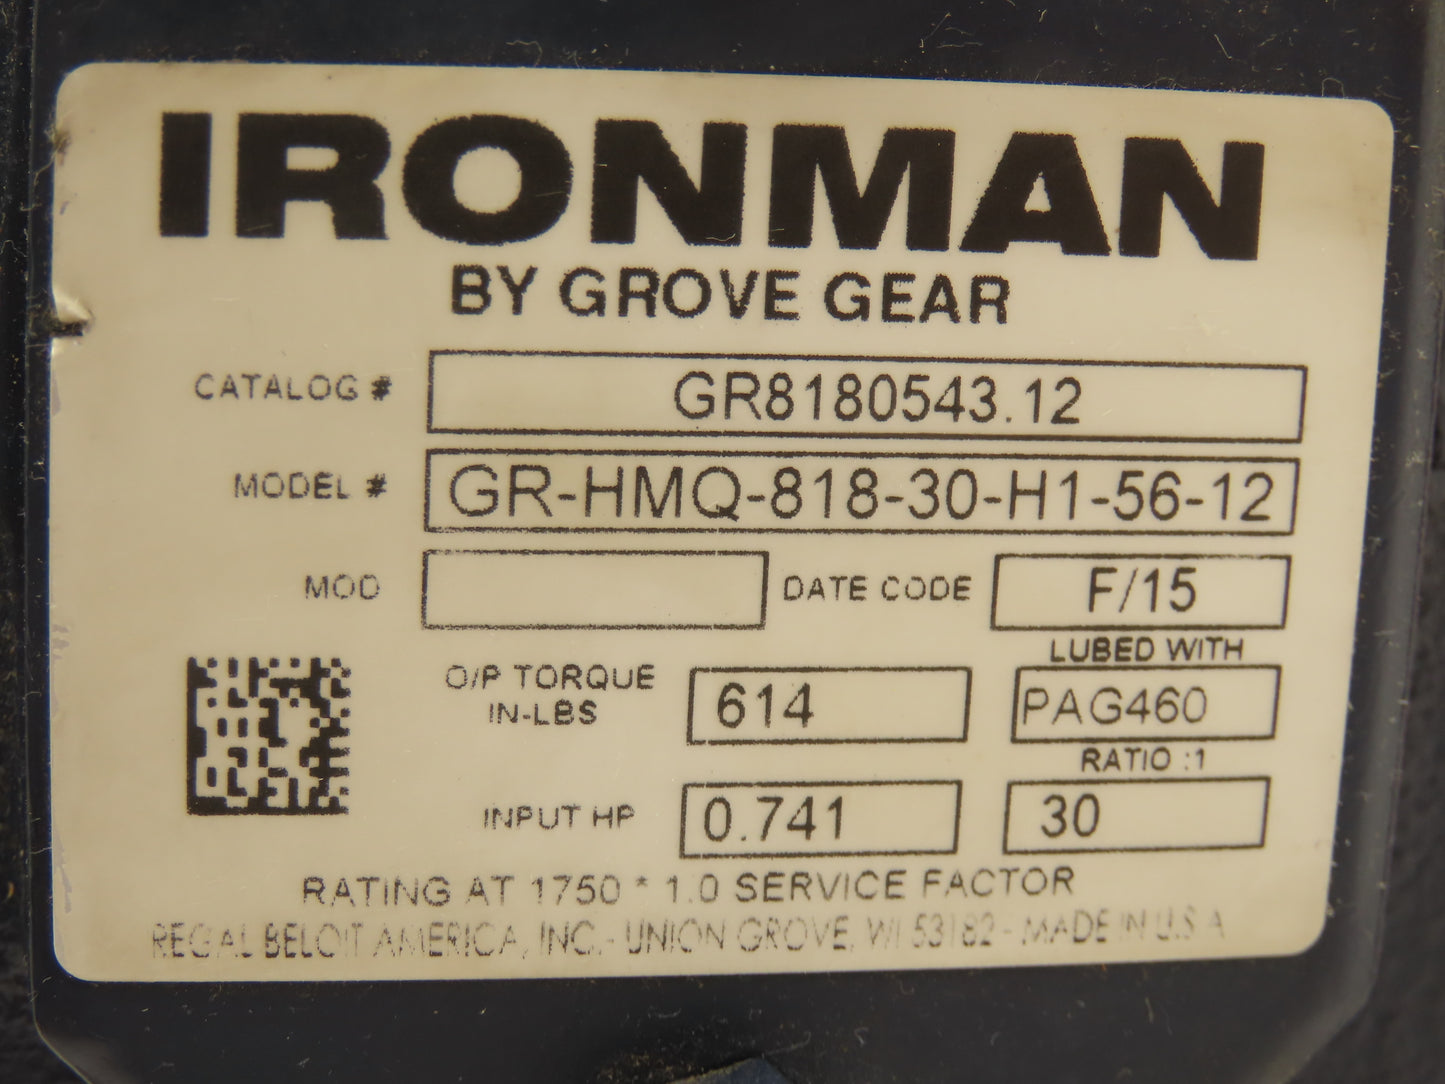 IRONMAN
BY GROVE GEAR
CATALOG # GR8180543.12
MODEL # GR-HMQ-818-30-H1-56-12
MOD DATE CODE F/15
LUBED WITH
O/P TORQUE
IN-LBS 614 PAG460
RATIO :1
INPUT HP 0.741 30
RATING AT 1750 * 1.0 SERVICE FACTOR
REGAL BELOIT AMERICA, INC.- UNION GROVE, WI 53182 - MADE IN U.S.A